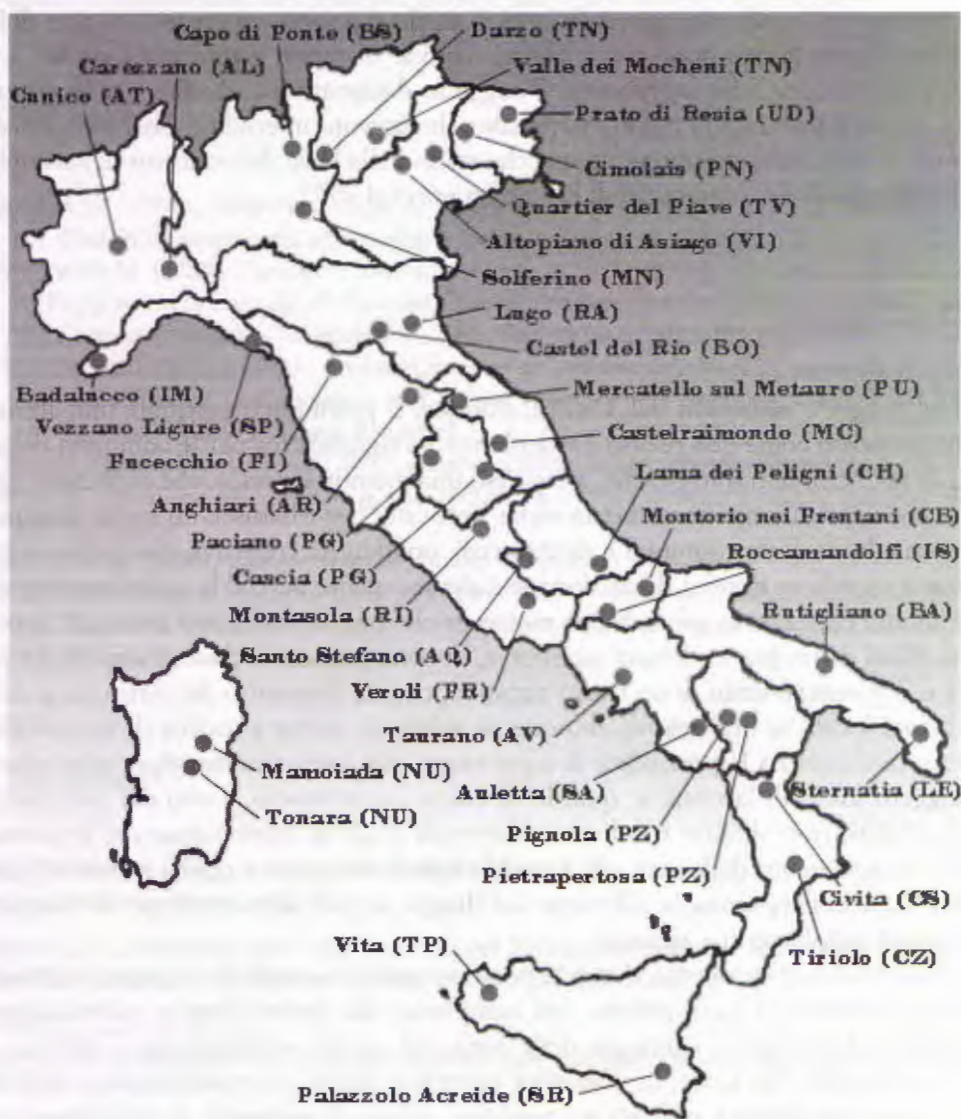 Capo di Ponte (BS)
Darzo (TN)
Carezzano (AL)
Valle dei Mocheni (TN)
Cunico (AT)
Prato di Resia (UD)
Cimolais (PN)
Quartier del Piave (TV)
Altopiano di Asiago (VI)
Solferino (MN)
Lugo (RA)
Castel del Rio (BO)
Badalucco (IM)
Mercatello sul Metauro (PU)
Vezzano Ligure (SP)
Castelraimondo (MC)
Fucecchio (FI)
Lama dei Peligni (CH)
Anghiari (AR)
Montorio nei Frentani (CB)
Paciano (PG)
Roccamandolfi (IS)
Cascia (PG)
Rutigliano (BA)
Montasola (RI)
Santo Stefano (AQ)
Veroli (FR)
Taurano (AV)
Mamoiada (NU)
Auletta (SA)
Sternatia (LE)
Tonara (NU)
Pignola (PZ)
Pietrapertosa (PZ)
Civita (CS)
Vita (TP)
Tiriolo (CZ)
Palazzolo Acreide (SR)